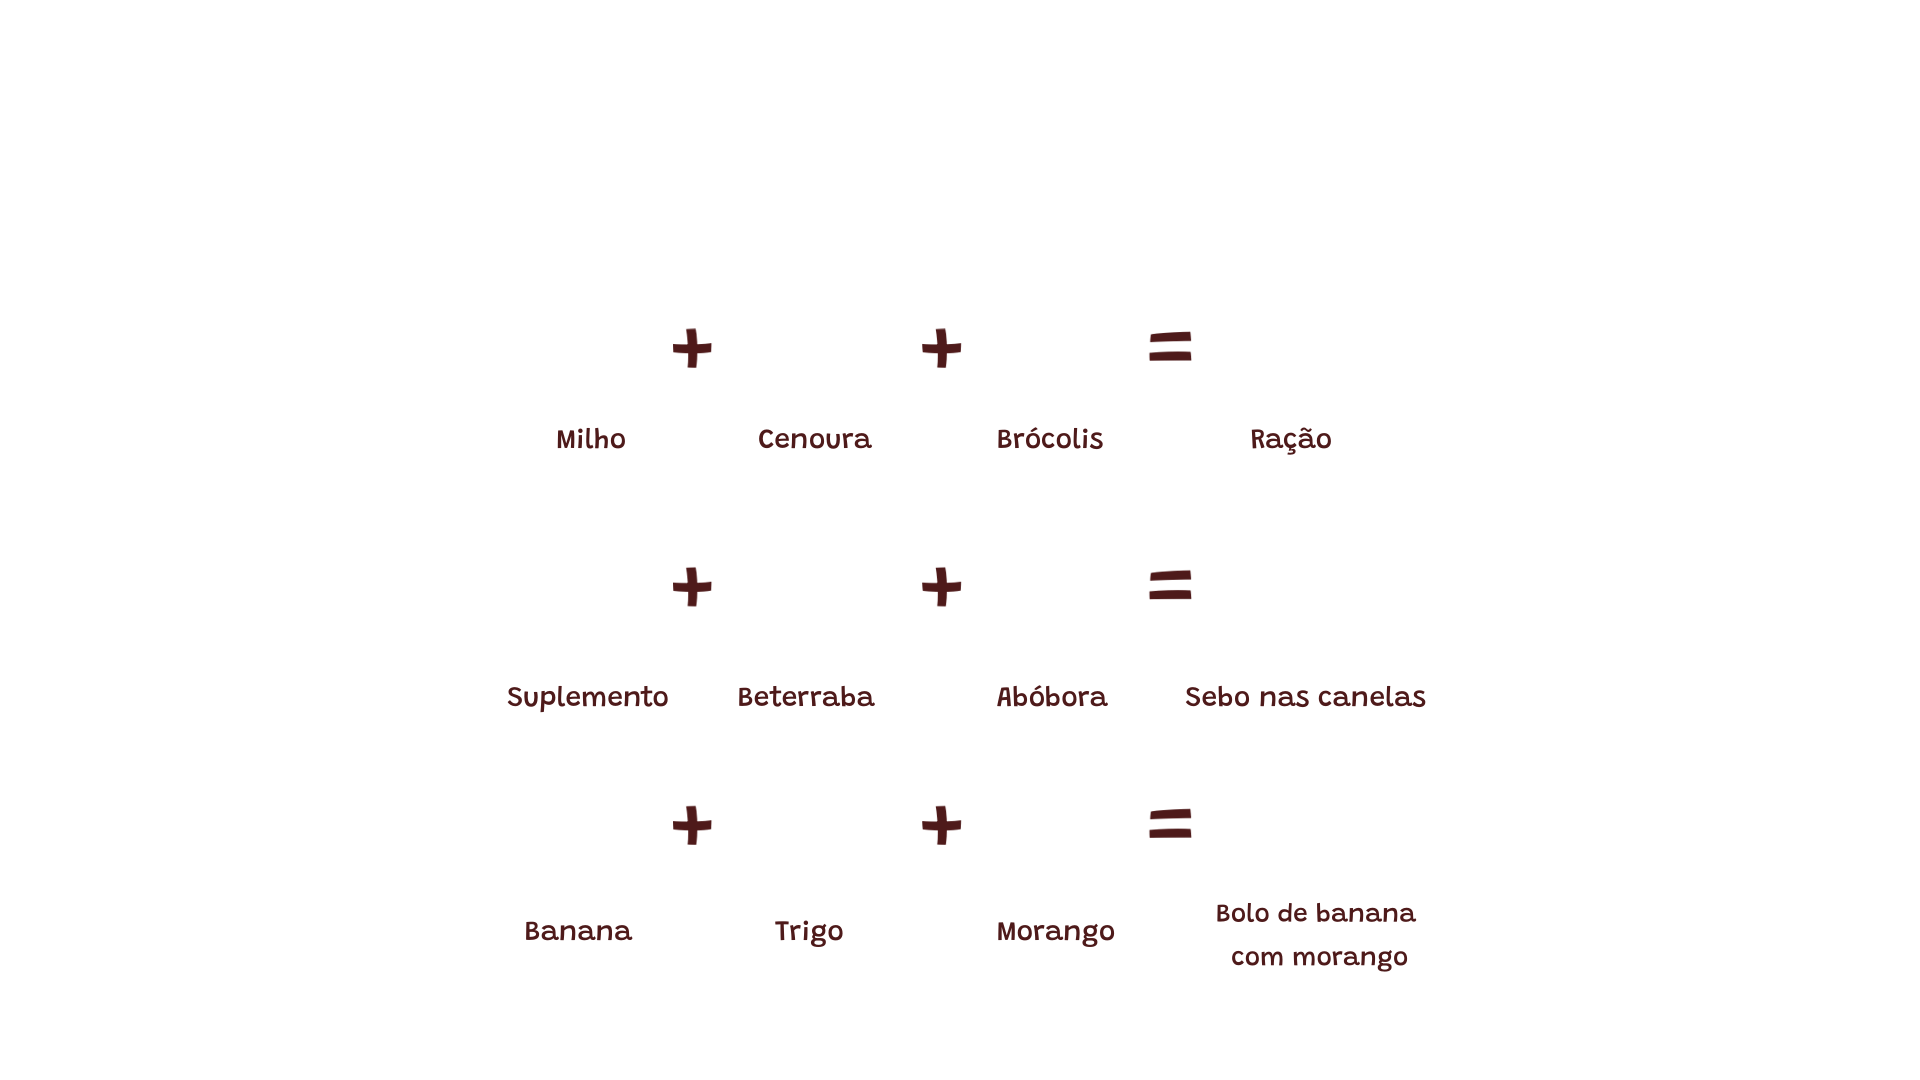 + + =
Milho Cenoura Brócolis Ração
+ + =
Suplemento Beterraba Abóbora Sebo nas canelas
+ + =
Banana Trigo Morango Bolo de banana
com morango